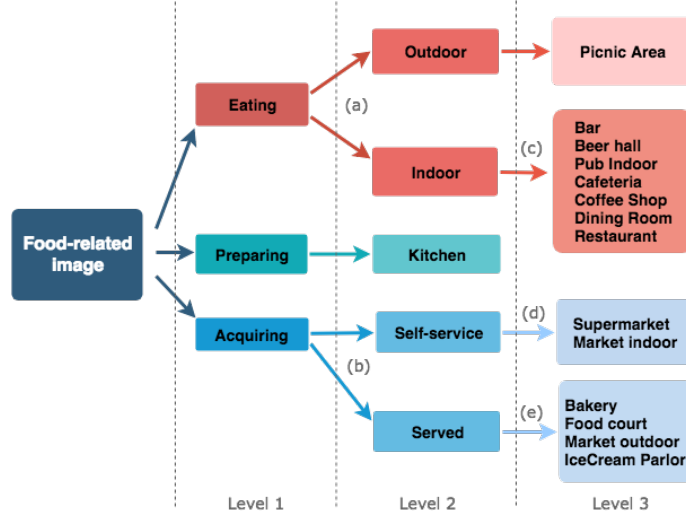 Outdoor
Picnic Area
Eating
(a)
Bar
Beer hall
Pub Indoor
Cafeteria
Coffee Shop
Dining Room
Restaurant
(c)
Indoor
Food-related
image
Preparing
Kitchen
Acquiring
Self-service
(d)
Supermarket
Market indoor
(b)
Served
(e)
Bakery
Food court
Market outdoor
IceCream Parlor
Level 1
Level 2
Level 3